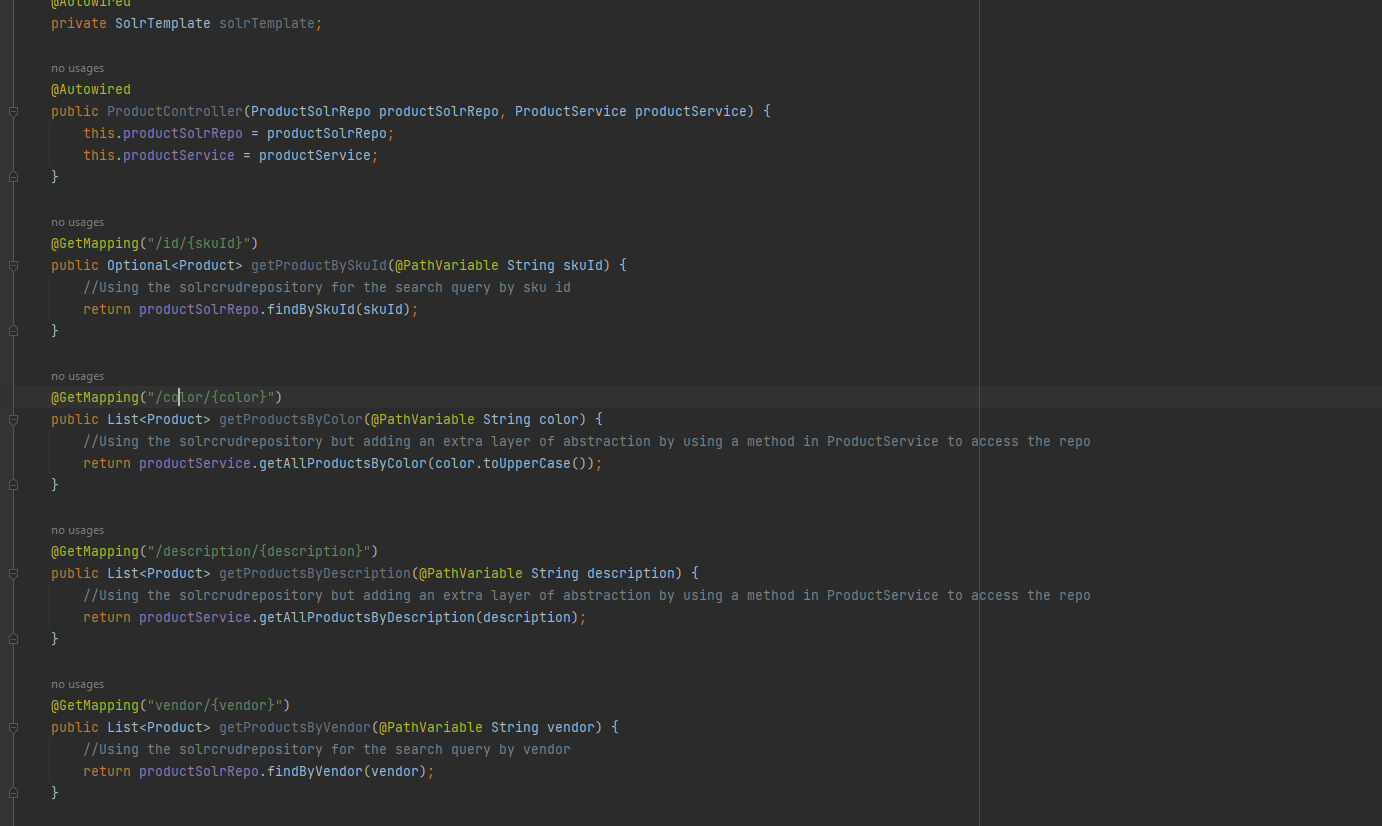 @Autowired
private SolrTemplate solrTemplate;
no usages
@Autowired
public ProductController(ProductSolrRepo productSolrRepo, ProductService productService) {
this.productSolrRepo = productSolrRepo;
this.productService = productService;
}
no usages
@GetMapping("/id/{skuId}")
public Optional<Product> getProductBySkuId(@PathVariable String skuId) {
//Using the solrcrudrepository for the search query by sku id
return productSolrRepo.findBySkuId(skuId);
}
no usages
@GetMapping("/color/{color}")
public List<Product> getProductsByColor(@PathVariable String color) {
//Using the solrcrudrepository but adding an extra layer of abstraction by using a method in ProductService to access the repo
return productService.getAllProductsByColor(color.toUpperCase());
}
no usages
@GetMapping("/description/{description}")
public List<Product> getProductsByDescription(@PathVariable String description) {
//Using the solrcrudrepository but adding an extra layer of abstraction by using a method in ProductService to access the repo
return productService.getAllProductsByDescription(description);
}
no usages
@GetMapping("vendor/{vendor}")
public List<Product> getProductsByVendor(@PathVariable String vendor) {
//Using the solrcrudrepository for the search query by vendor
return productSolrRepo.findByVendor(vendor);
}